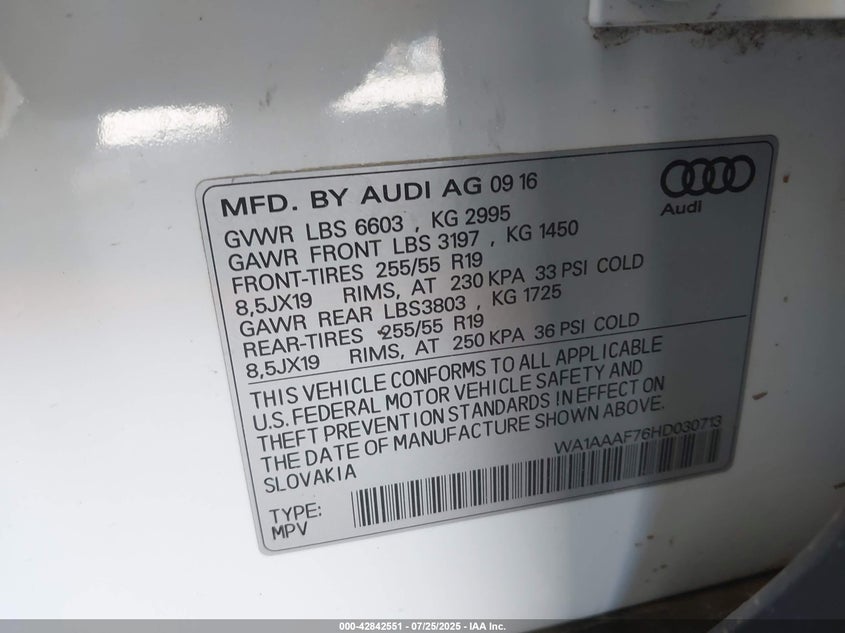 MFD. BY AUDI AG 09 16
Audi
GVWR LBS 6603 , KG 2995
GAWR FRONT LBS 3197 , KG 1450
FRONT-TIRES 255/55 R19
8,5JX19 RIMS, AT 230 KPA 33 PSI COLD
GAWR REAR LBS3803 , KG 1725
REAR-TIRES 255/55 R19
8,5JX19 RIMS, AT 250 KPA 36 PSI COLD
THIS VEHICLE CONFORMS TO ALL APPLICABLE
U.S. FEDERAL MOTOR VEHICLE SAFETY AND
THEFT PREVENTION STANDARDS IN EFFECT ON
THE DATE OF MANUFACTURE SHOWN ABOVE.
SLOVAKIA
WA1AAAF76HD030713
TYPE:
MPV
000-42842551 - 07/25/2025 - IAA Inc.